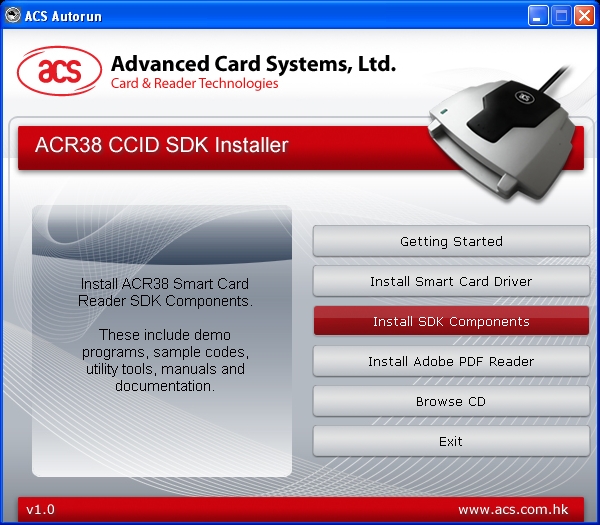 ACS Autorun
acs
Advanced Card Systems, Ltd.
Card & Reader Technologies
acs
ACR38 CCID SDK Installer
Install ACR38 Smart Card
Reader SDK Components.
These include demo
programs, sample codes,
utility tools, manuals and
documentation.
Getting Started
Install Smart Card Driver
Install SDK Components
Install Adobe PDF Reader
Browse CD
Exit
v1.0
www.acs.com.hk